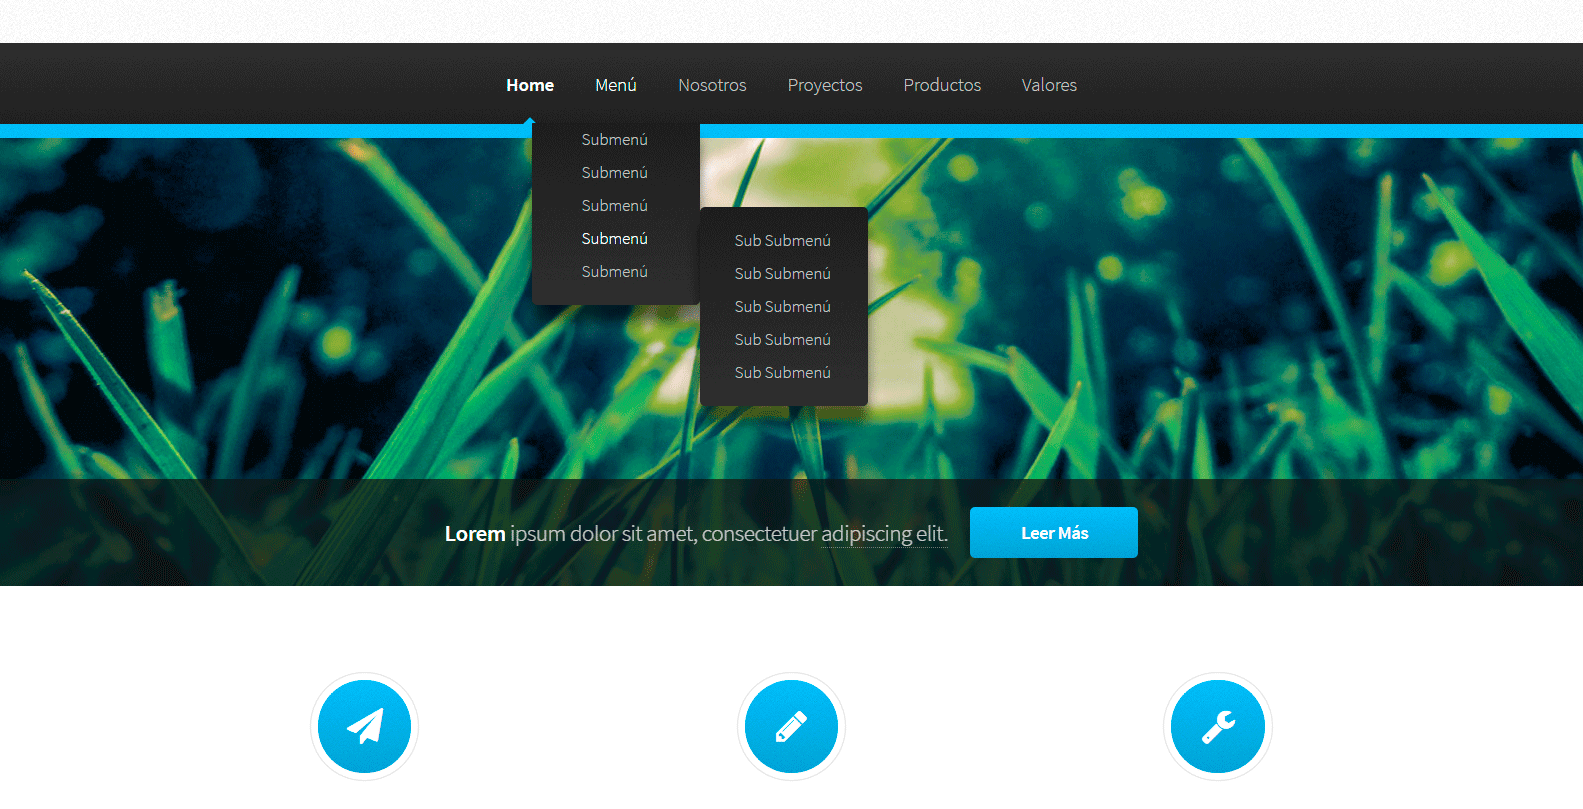 Home Menú Nosotros Proyectos Productos Valores
Submenú
Submenú
Submenú
Submenú
Submenú
Sub Submenú
Sub Submenú
Sub Submenú
Sub Submenú
Sub Submenú
Lorem ipsum dolor sit amet, consectetuer adipiscing elit.
Leer Más